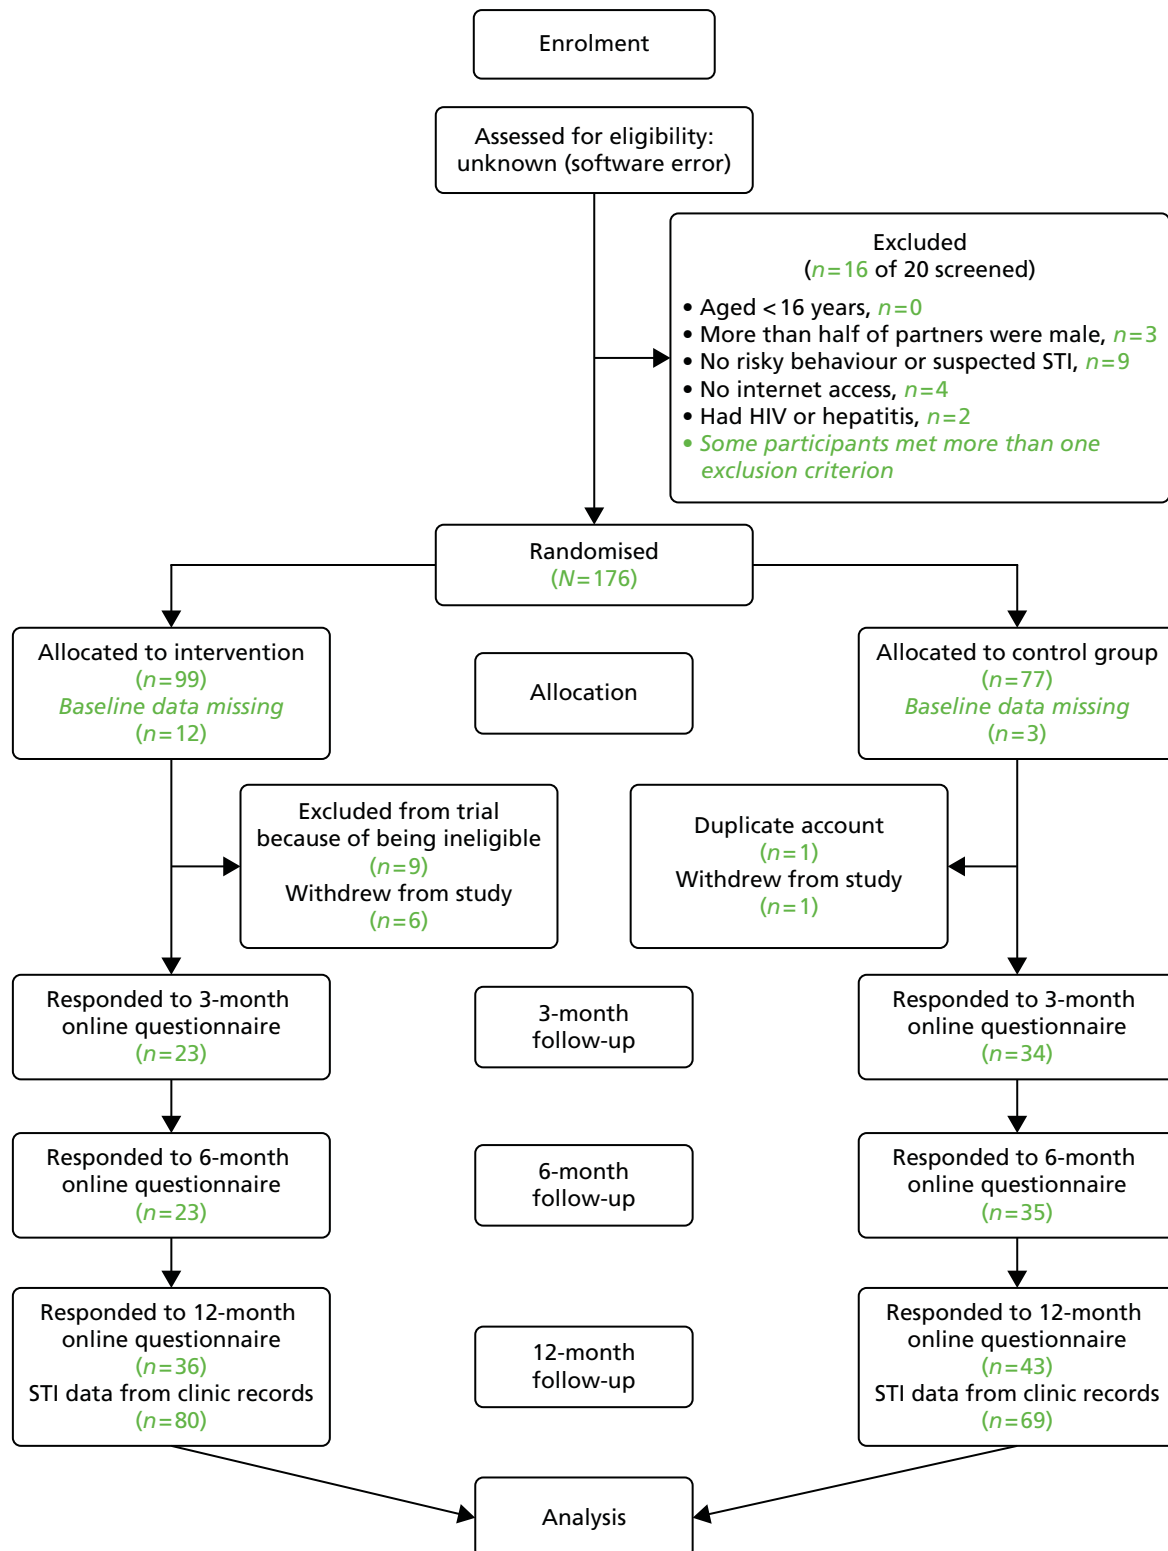 Enrolment
Assessed for eligibility:
unknown (software error)
Excluded
(n=16 of 20 screened)
• Aged <16 years, n=0
• More than half of partners were male, n=3
• No risky behaviour or suspected STI, n=9
• No internet access, n=4
• Had HIV or hepatitis, n=2
• Some participants met more than one
exclusion criterion
Randomised
(N=176)
Allocated to intervention
(n=99)
Baseline data missing
(n=12)
Allocation
Allocated to control group
(n=77)
Baseline data missing
(n=3)
Excluded from trial
because of being ineligible
(n=9)
Withdrew from study
(n=6)
Duplicate account
(n=1)
Withdrew from study
(n=1)
Responded to 3-month
online questionnaire
(n=23)
3-month
follow-up
Responded to 3-month
online questionnaire
(n=34)
Responded to 6-month
online questionnaire
(n=23)
6-month
follow-up
Responded to 6-month
online questionnaire
(n=35)
Responded to 12-month
online questionnaire
(n=36)
STI data from clinic records
(n=80)
12-month
follow-up
Responded to 12-month
online questionnaire
(n=43)
STI data from clinic records
(n=69)
Analysis